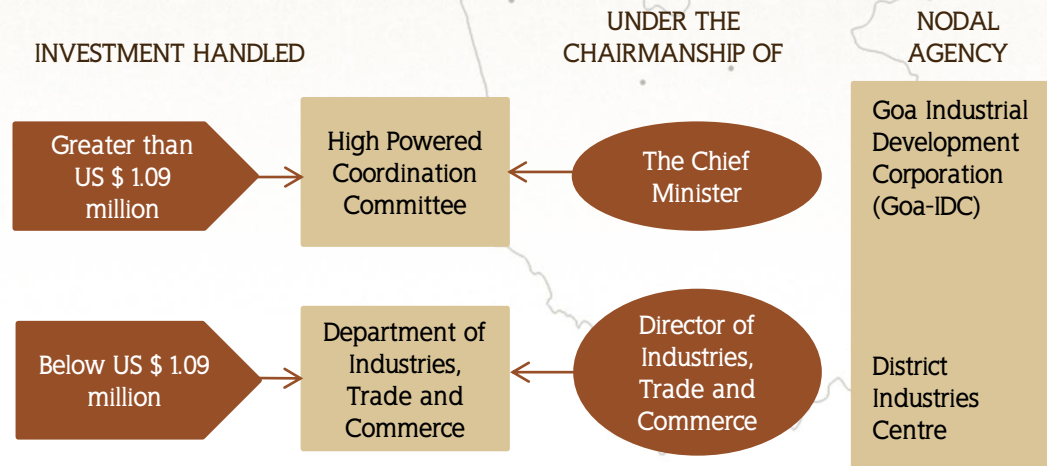 INVESTMENT HANDLED
UNDER THE
CHAIRMANSHIP OF
NODAL
AGENCY
Greater than
US $ 1.09
million
High Powered
Coordination
Committee
The Chief
Minister
Goa Industrial
Development
Corporation
(Goa-IDC)
Below US $ 1.09
million
Department of
Industries,
Trade and
Commerce
Director of
Industries,
Trade and
Commerce
District
Industries
Centre